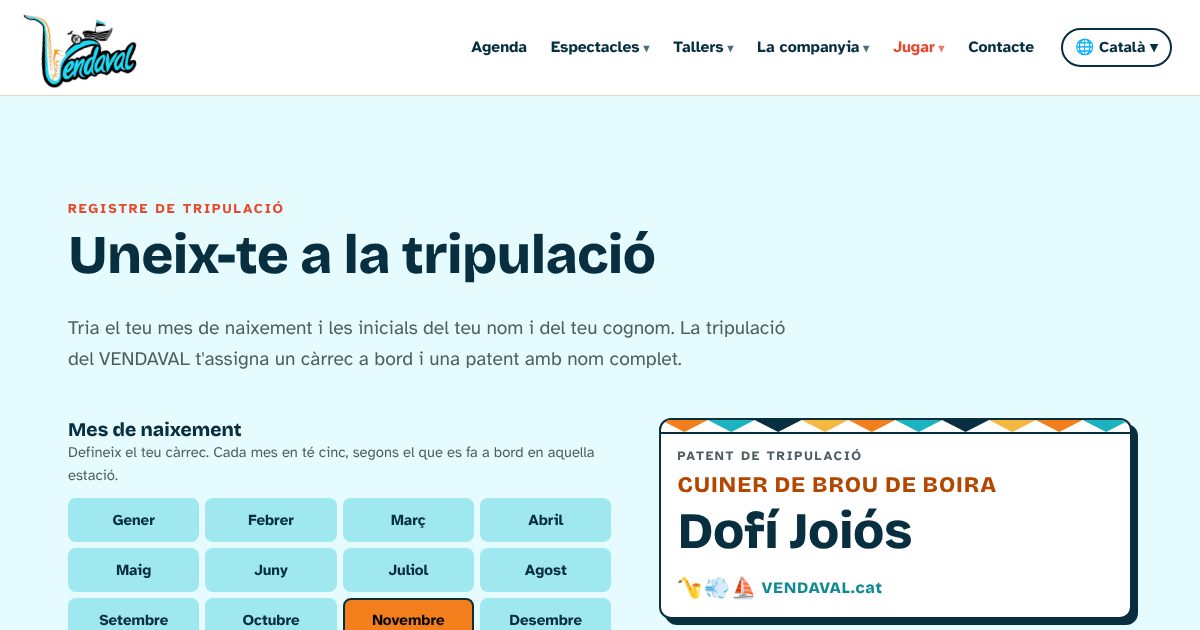 Vendaval
Agenda
Espectacles ▾
Tallers ▾
La companyia ▾
Jugar ▾
Contacte
🌐 Català ▾
REGISTRE DE TRIPULACIÓ
Uneix-te a la tripulació
Tria el teu mes de naixement i les inicials del teu nom i del teu cognom. La tripulació
del VENDAVAL t'assigna un càrrec a bord i una patent amb nom complet.
Mes de naixement
Defineix el teu càrrec. Cada mes en té cinc, segons el que es fa a bord en aquella
estació.
Gener
Febrer
Març
Abril
Maig
Juny
Juliol
Agost
Setembre
Octubre
Novembre
Desembre
PATENT DE TRIPULACIÓ
CUINER DE BROU DE BOIRA
Dofí Joiós
🎷💨⛵ VENDAVAL.cat